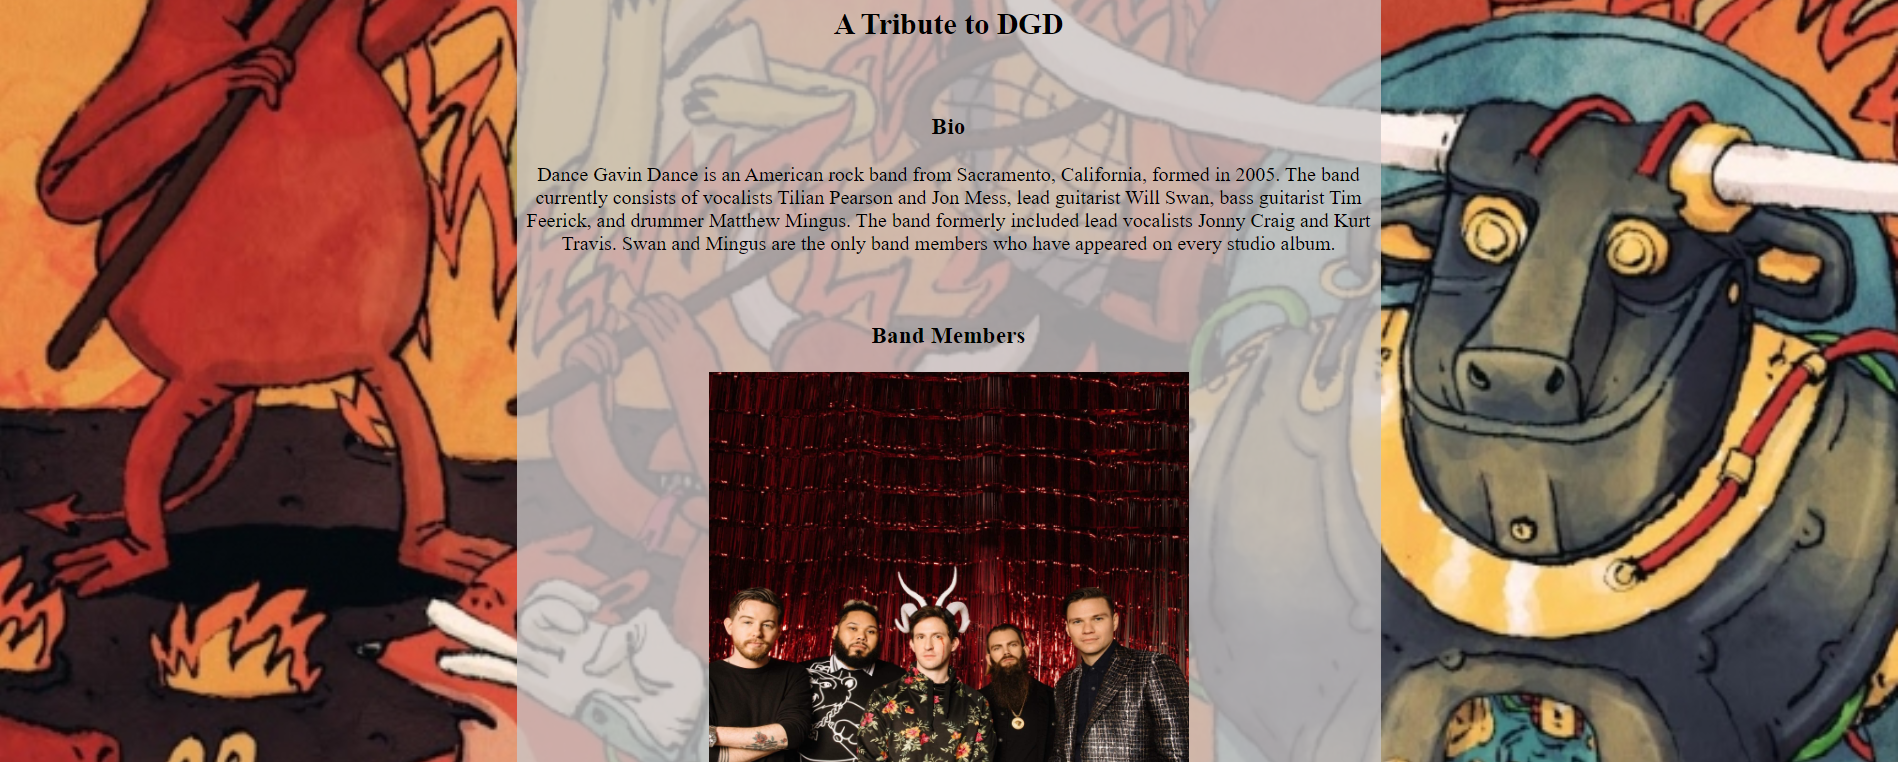 A Tribute to DGD
Bio
Dance Gavin Dance is an American rock band from Sacramento, California, formed in 2005. The band
currently consists of vocalists Tilian Pearson and Jon Mess, lead guitarist Will Swan, bass guitarist Tim
Feerick, and drummer Matthew Mingus. The band formerly included lead vocalists Jonny Craig and Kurt
Travis. Swan and Mingus are the only band members who have appeared on every studio album.
Band Members